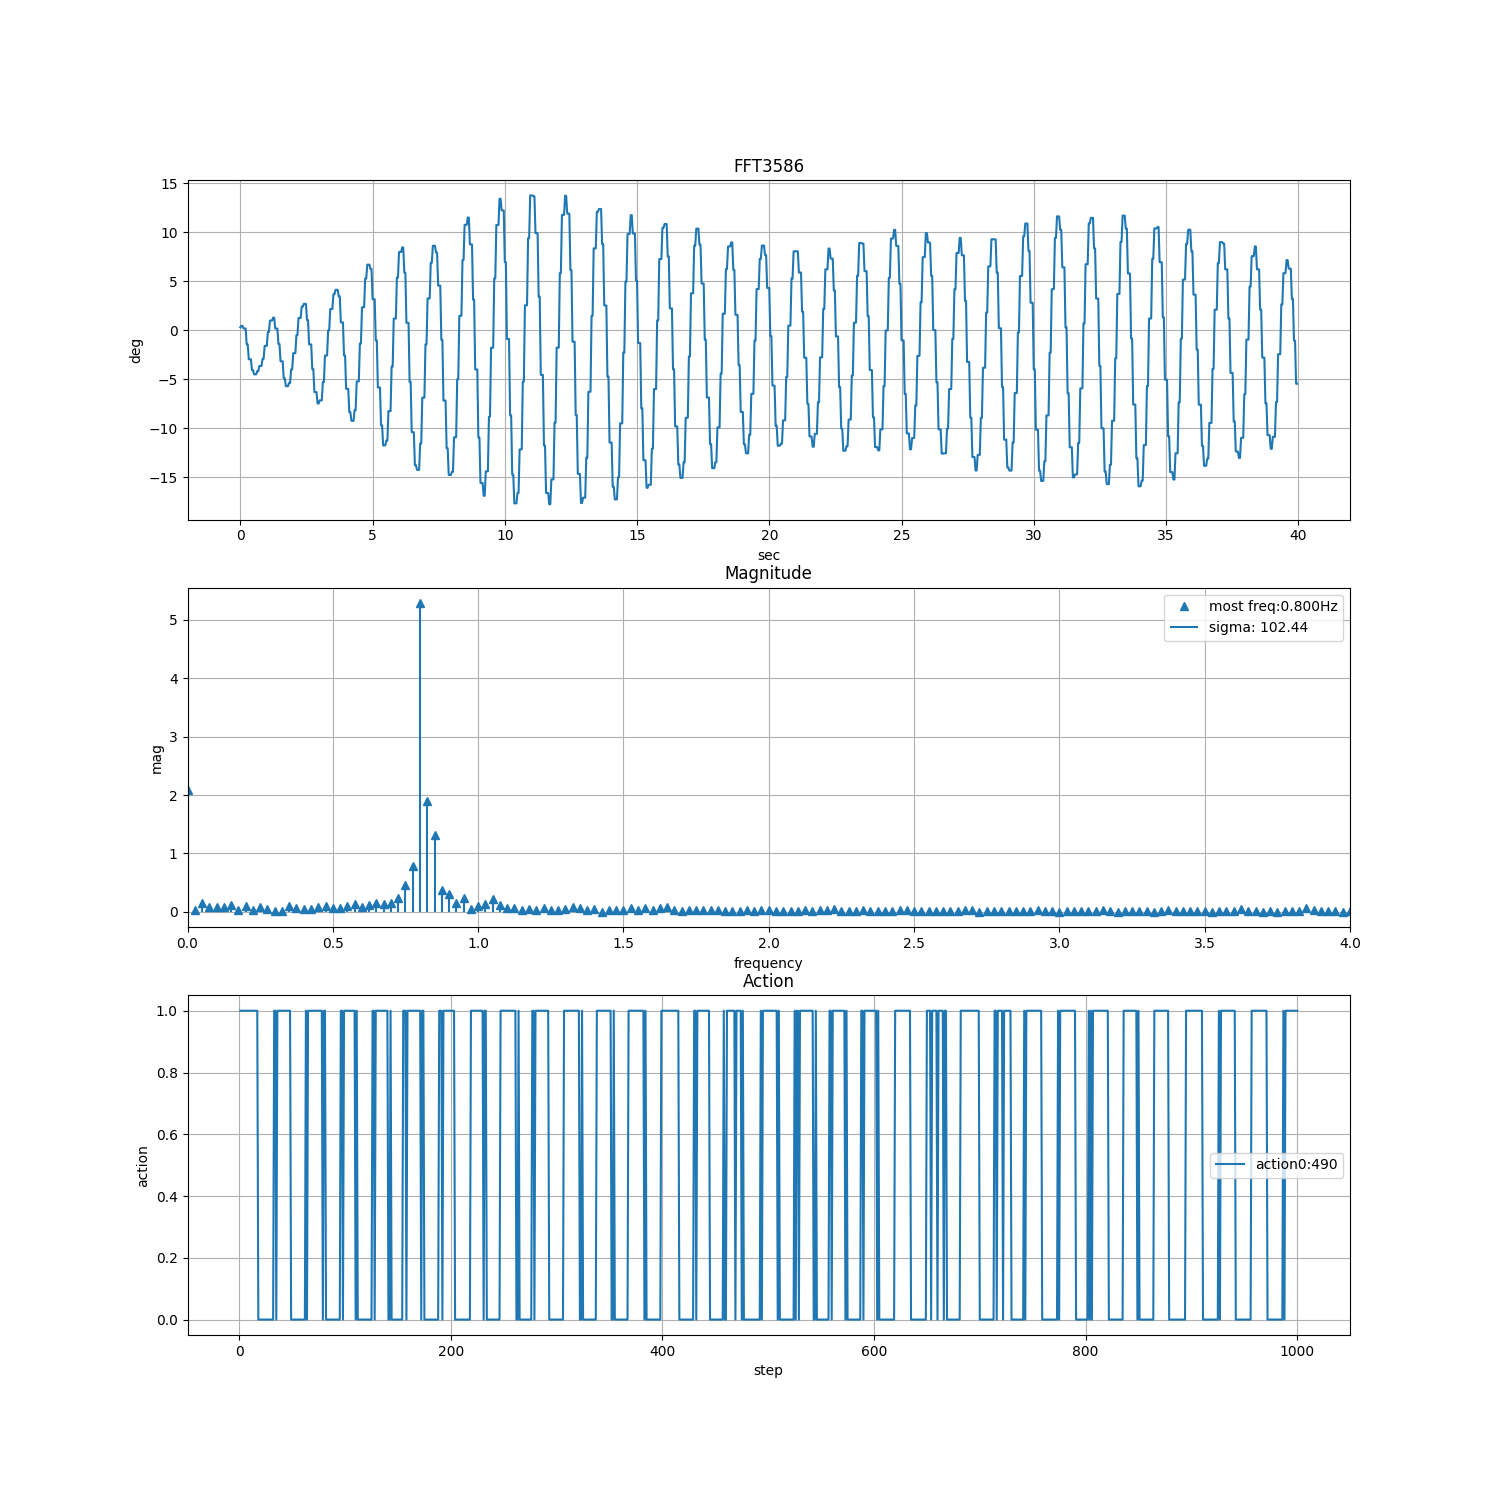 FFT3586
15
10
5
0
−5
−10
−15
deg
0 5 10 15 20 25 30 35 40
sec
Magnitude
most freq:0.800Hz
sigma: 102.44
5
4
3
2
1
0
mag
0.0 0.5 1.0 1.5 2.0 2.5 3.0 3.5 4.0
frequency
Action
1.0
0.8
0.6
0.4
0.2
0.0
action
action0:490
0 200 400 600 800 1000
step